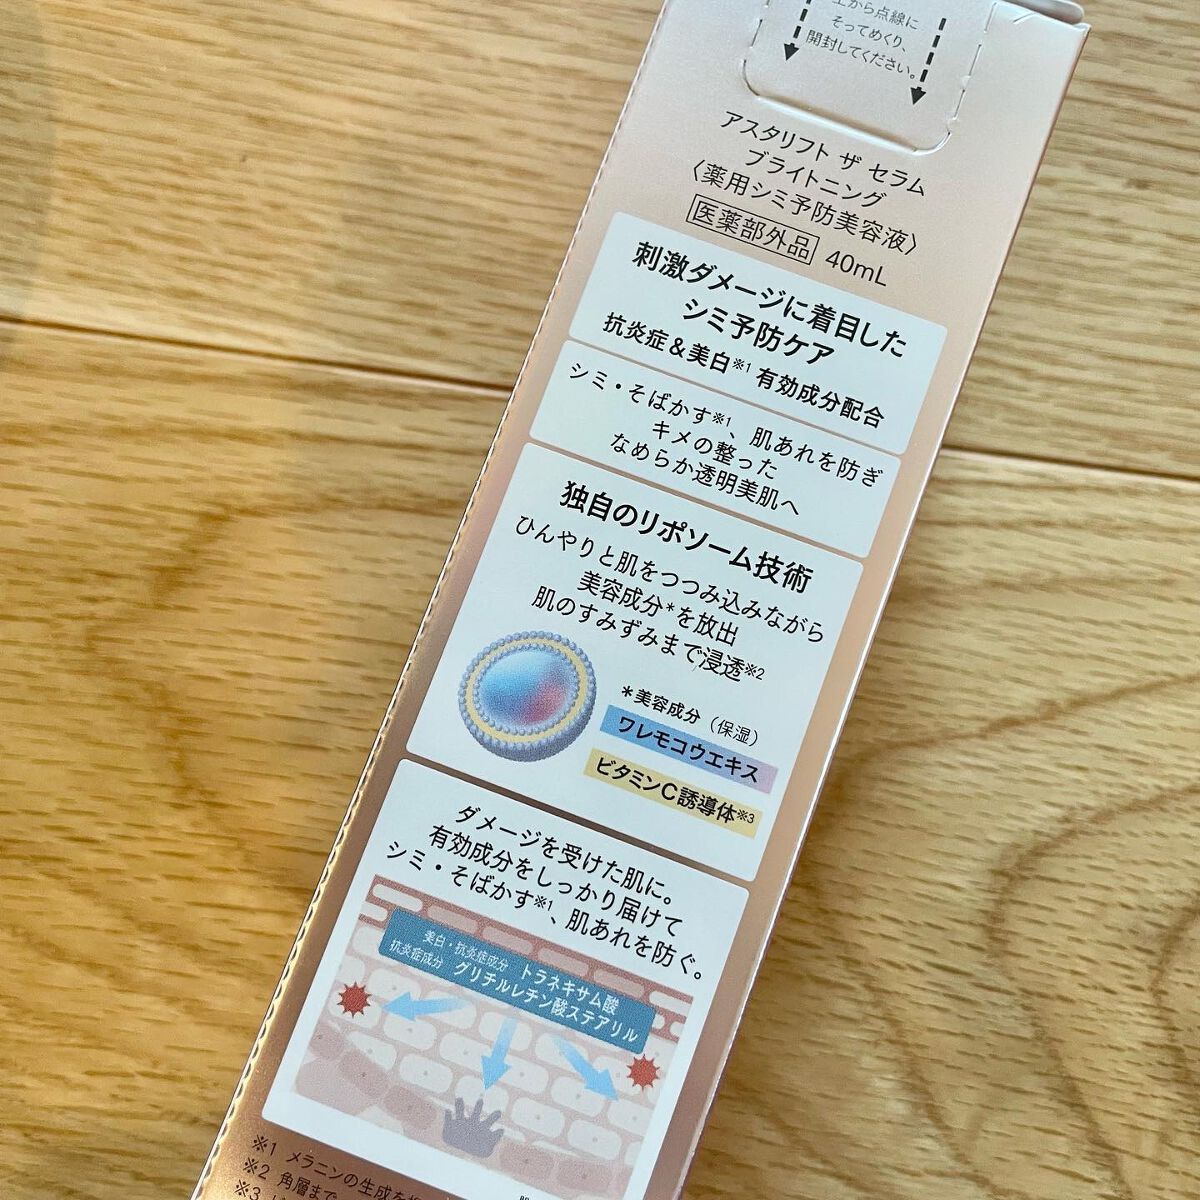 上から点線に
そってめくり、
開封してください。
アスタリフト ザ セラム
ブライトニング
〈薬用シミ予防美容液〉
医薬部外品 40mL
刺激ダメージに着目した
シミ予防ケア
抗炎症&美白※1 有効成分配合
シミ・そばかす※1、肌あれを防ぎ
キメの整った
なめらか透明美肌へ
独自のリポソーム技術
ひんやりと肌をつつみ込みながら
美容成分*を放出
肌のすみずみまで浸透※2
*美容成分(保湿)
ワレモコウエキス
ビタミンC誘導体※3
ダメージを受けた肌に。
有効成分をしっかり届けて
シミ・そばかす※1、肌あれを防ぐ。
美白・抗炎症成分 トラネキサム酸
抗炎症成分 グリチルレチン酸ステアリル
※1 メラニンの生成を
※2 角層まで
※3